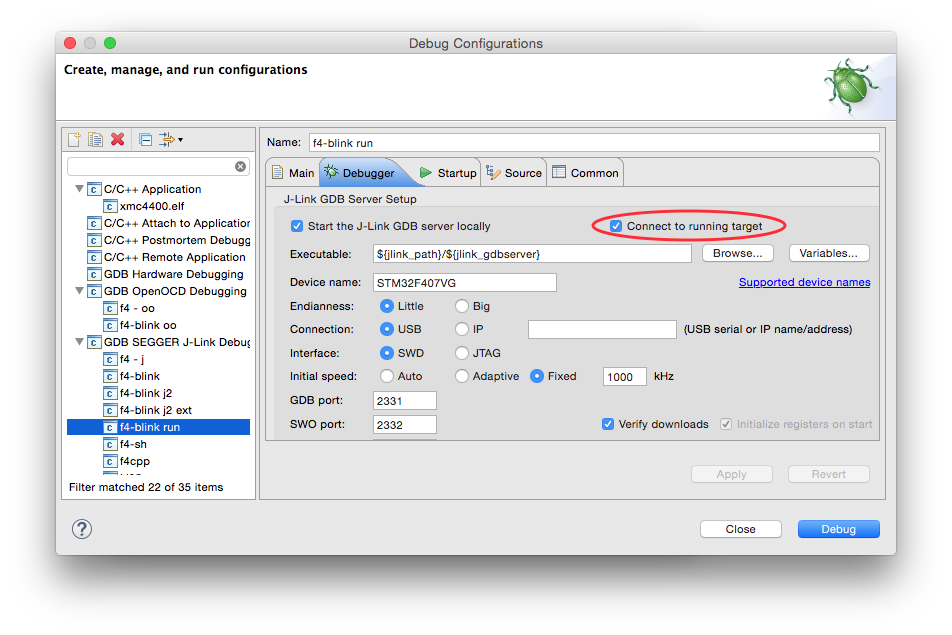 Debug Configurations
Create, manage, and run configurations
C/C++ Application
xmc4400.elf
C/C++ Attach to Application
C/C++ Postmortem Debugg
C/C++ Remote Application
GDB Hardware Debugging
GDB OpenOCD Debugging
f4 - oo
f4-blink oo
GDB SEGGER J-Link Debug
f4 - j
f4-blink
f4-blink j2
f4-blink j2 ext
f4-blink run
f4-sh
f4cpp
Filter matched 22 of 35 items
Name: f4-blink run
Main Debugger Startup Source Common
J-Link GDB Server Setup
Start the J-Link GDB server locally Connect to running target
Executable: ${jlink_path}/${jlink_gdbserver} Browse... Variables...
Device name: STM32F407VG Supported device names
Endianness: Little Big
Connection: USB IP (USB serial or IP name/address)
Interface: SWD JTAG
Initial speed: Auto Adaptive Fixed 1000 kHz
GDB port: 2331
SWO port: 2332 Verify downloads Initialize registers on start
Apply Revert
? Close Debug